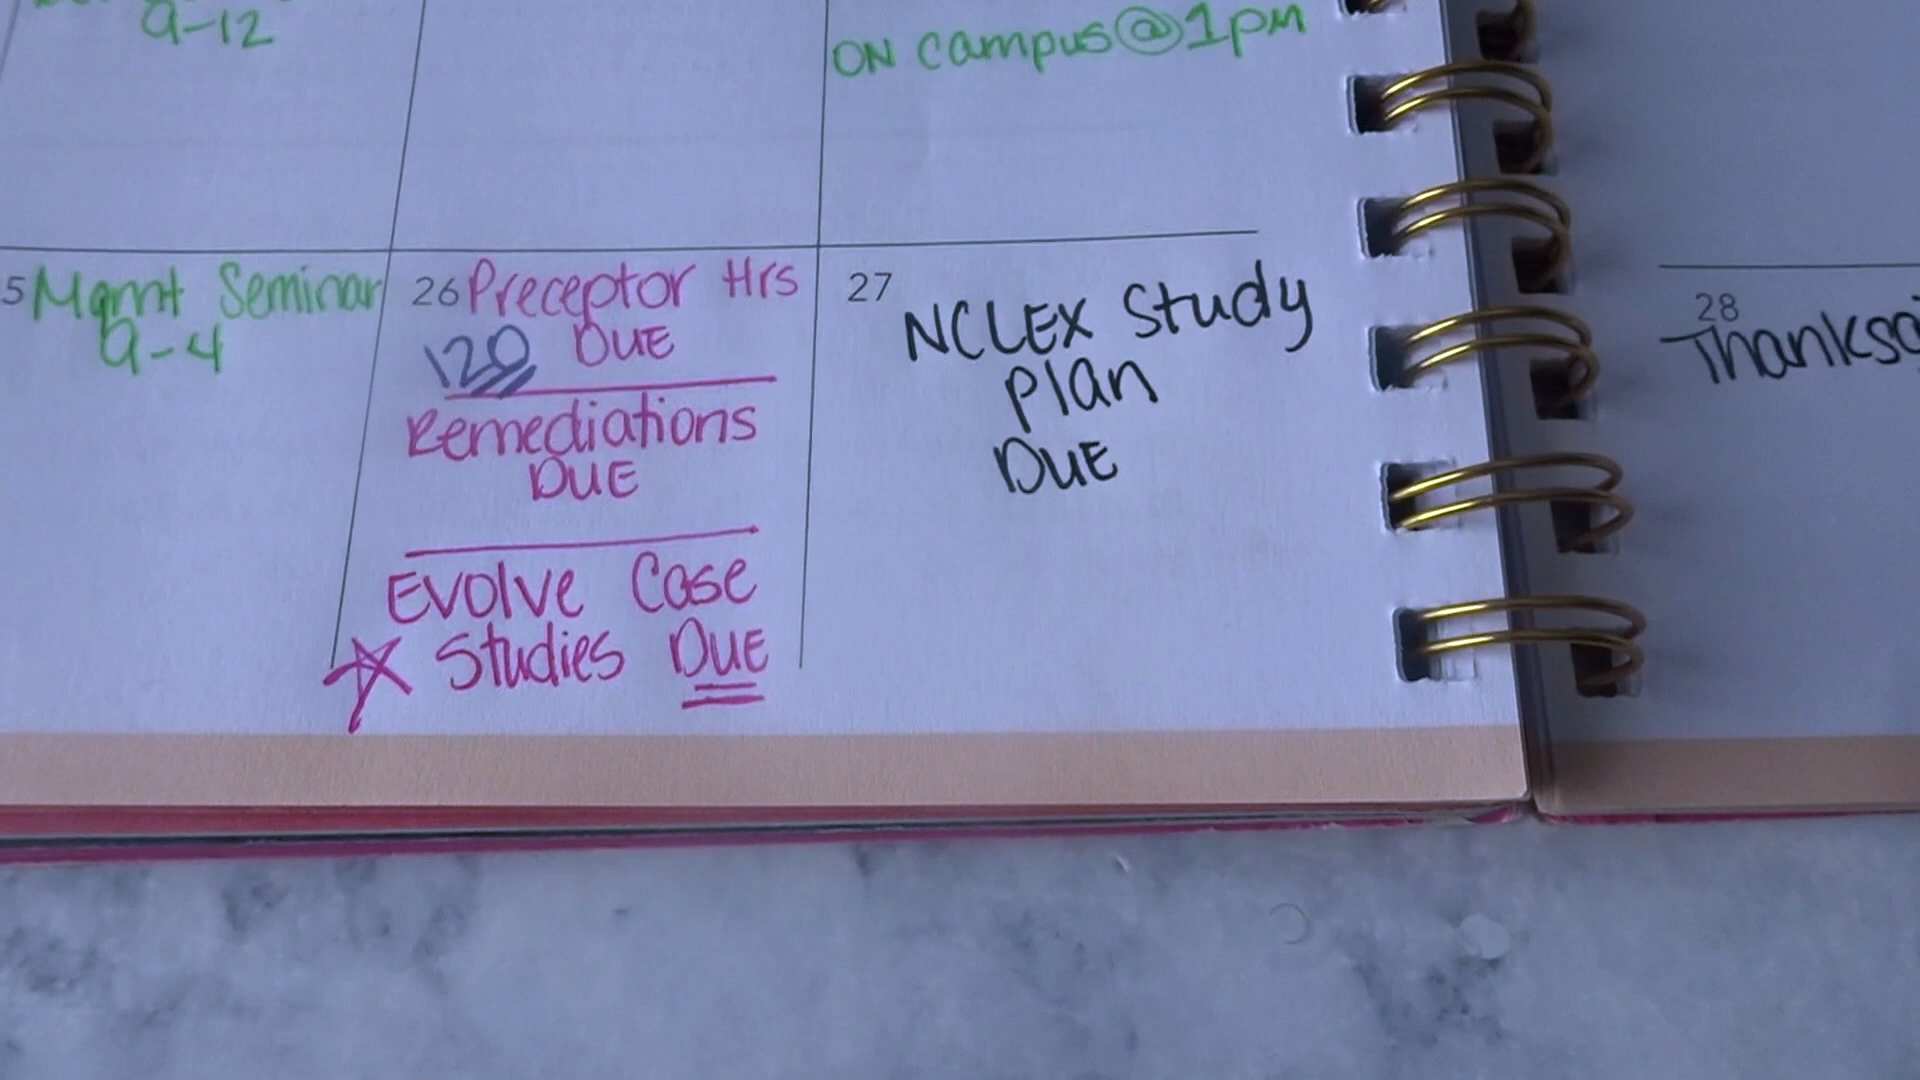 9-12
ON Campus @ 1pm
5 Mgmt Seminar
9-4
26 Preceptor Hrs
120 DUE
Remediations
DUE
Evolve Case
Studies DUE
27
NCLEX Study
Plan
DUE
28